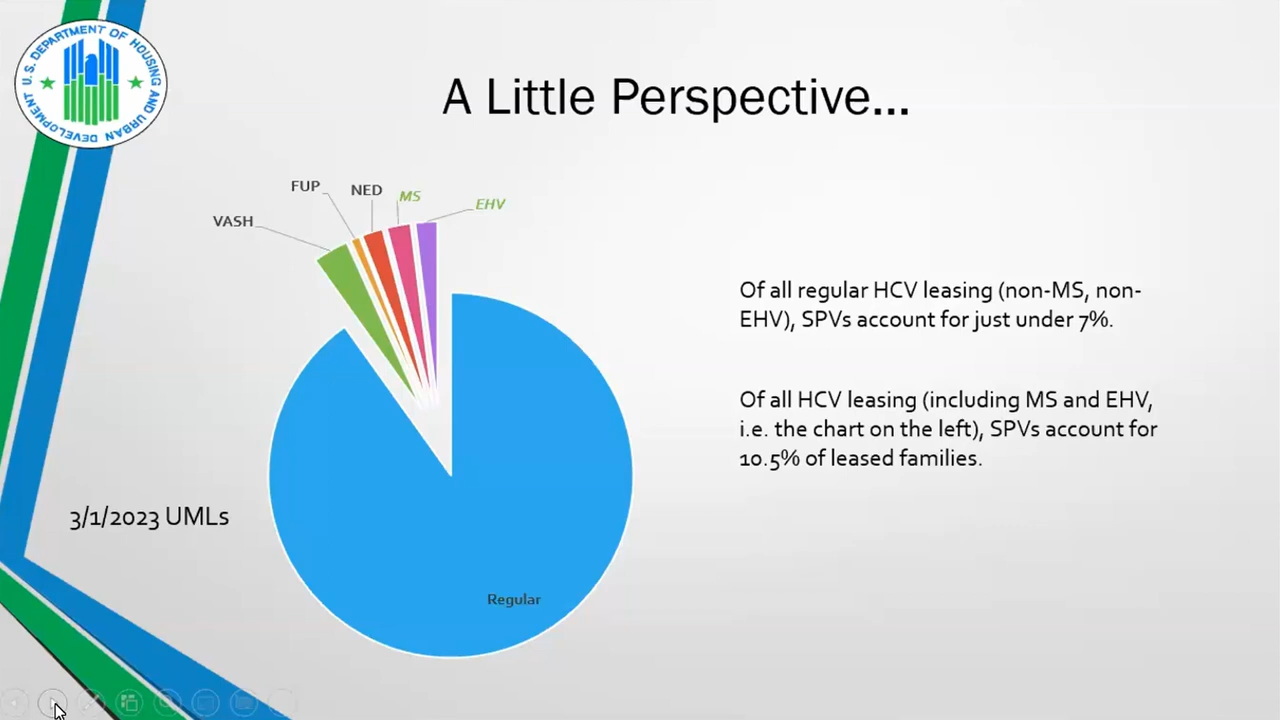 U.S. DEPARTMENT OF HOUSING AND URBAN DEVELOPMENT
A Little Perspective...
FUP
NED
MS
EHV
VASH
Of all regular HCV leasing (non-MS, non-
EHV), SPVs account for just under 7%.
Of all HCV leasing (including MS and EHV,
i.e. the chart on the left), SPVs account for
10.5% of leased families.
3/1/2023 UMLs
Regular